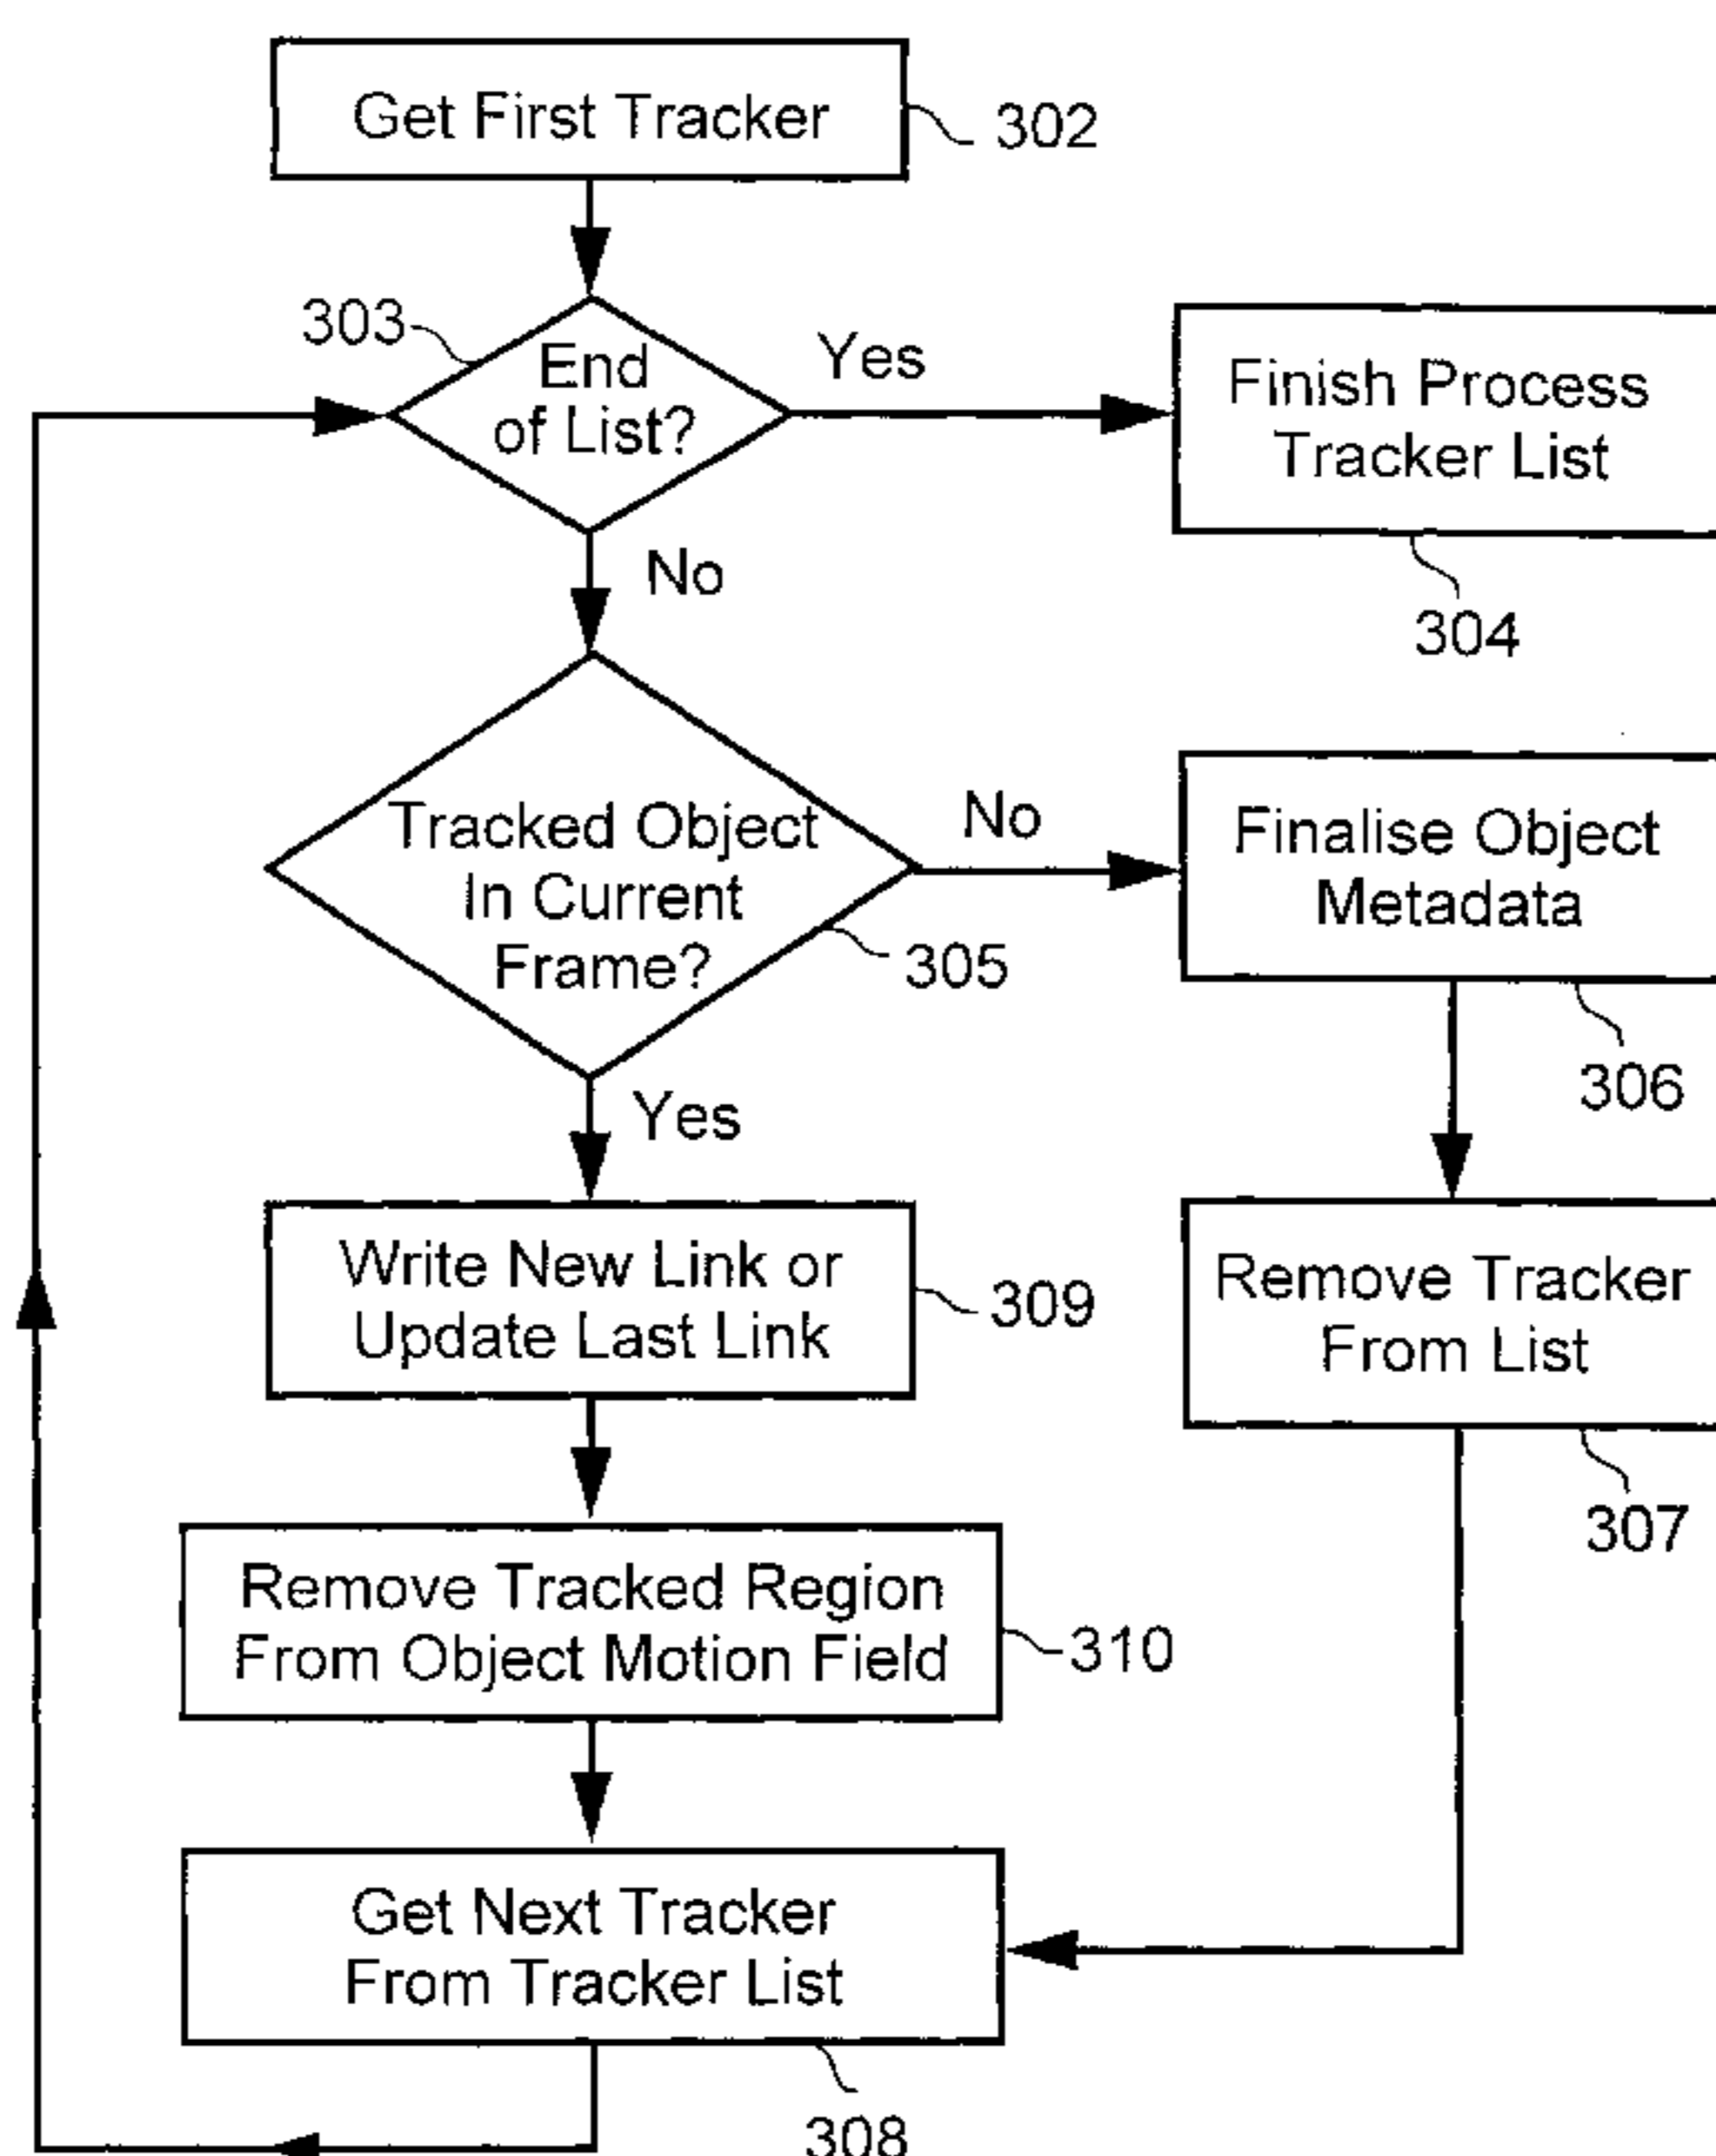 Get First Tracker
302
303
End
of List?
Yes
Finish Process
Tracker List
304
No
Tracked Object
In Current
Frame?
305
No
Finalise Object
Metadata
306
Yes
Write New Link or
Update Last Link
309
Remove Tracker
From List
307
Remove Tracked Region
From Object Motion Field
310
Get Next Tracker
From Tracker List
308